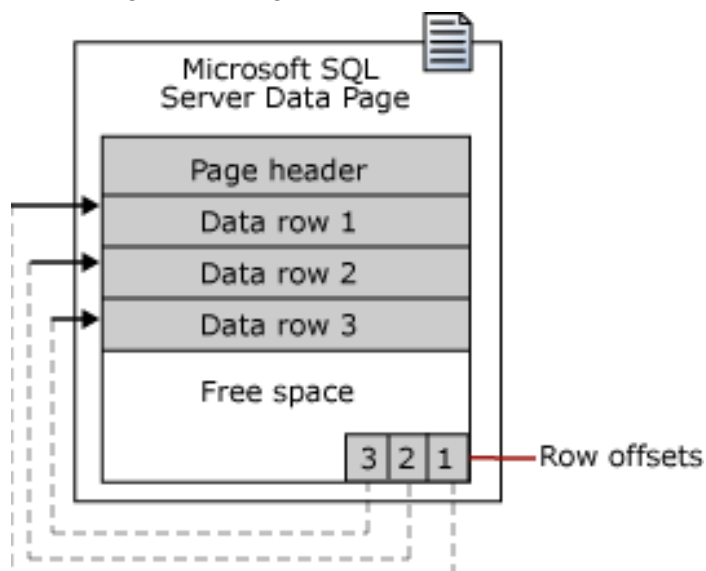 Microsoft SQL
Server Data Page
Page header
Data row 1
Data row 2
Data row 3
Free space
3 2 1
Row offsets